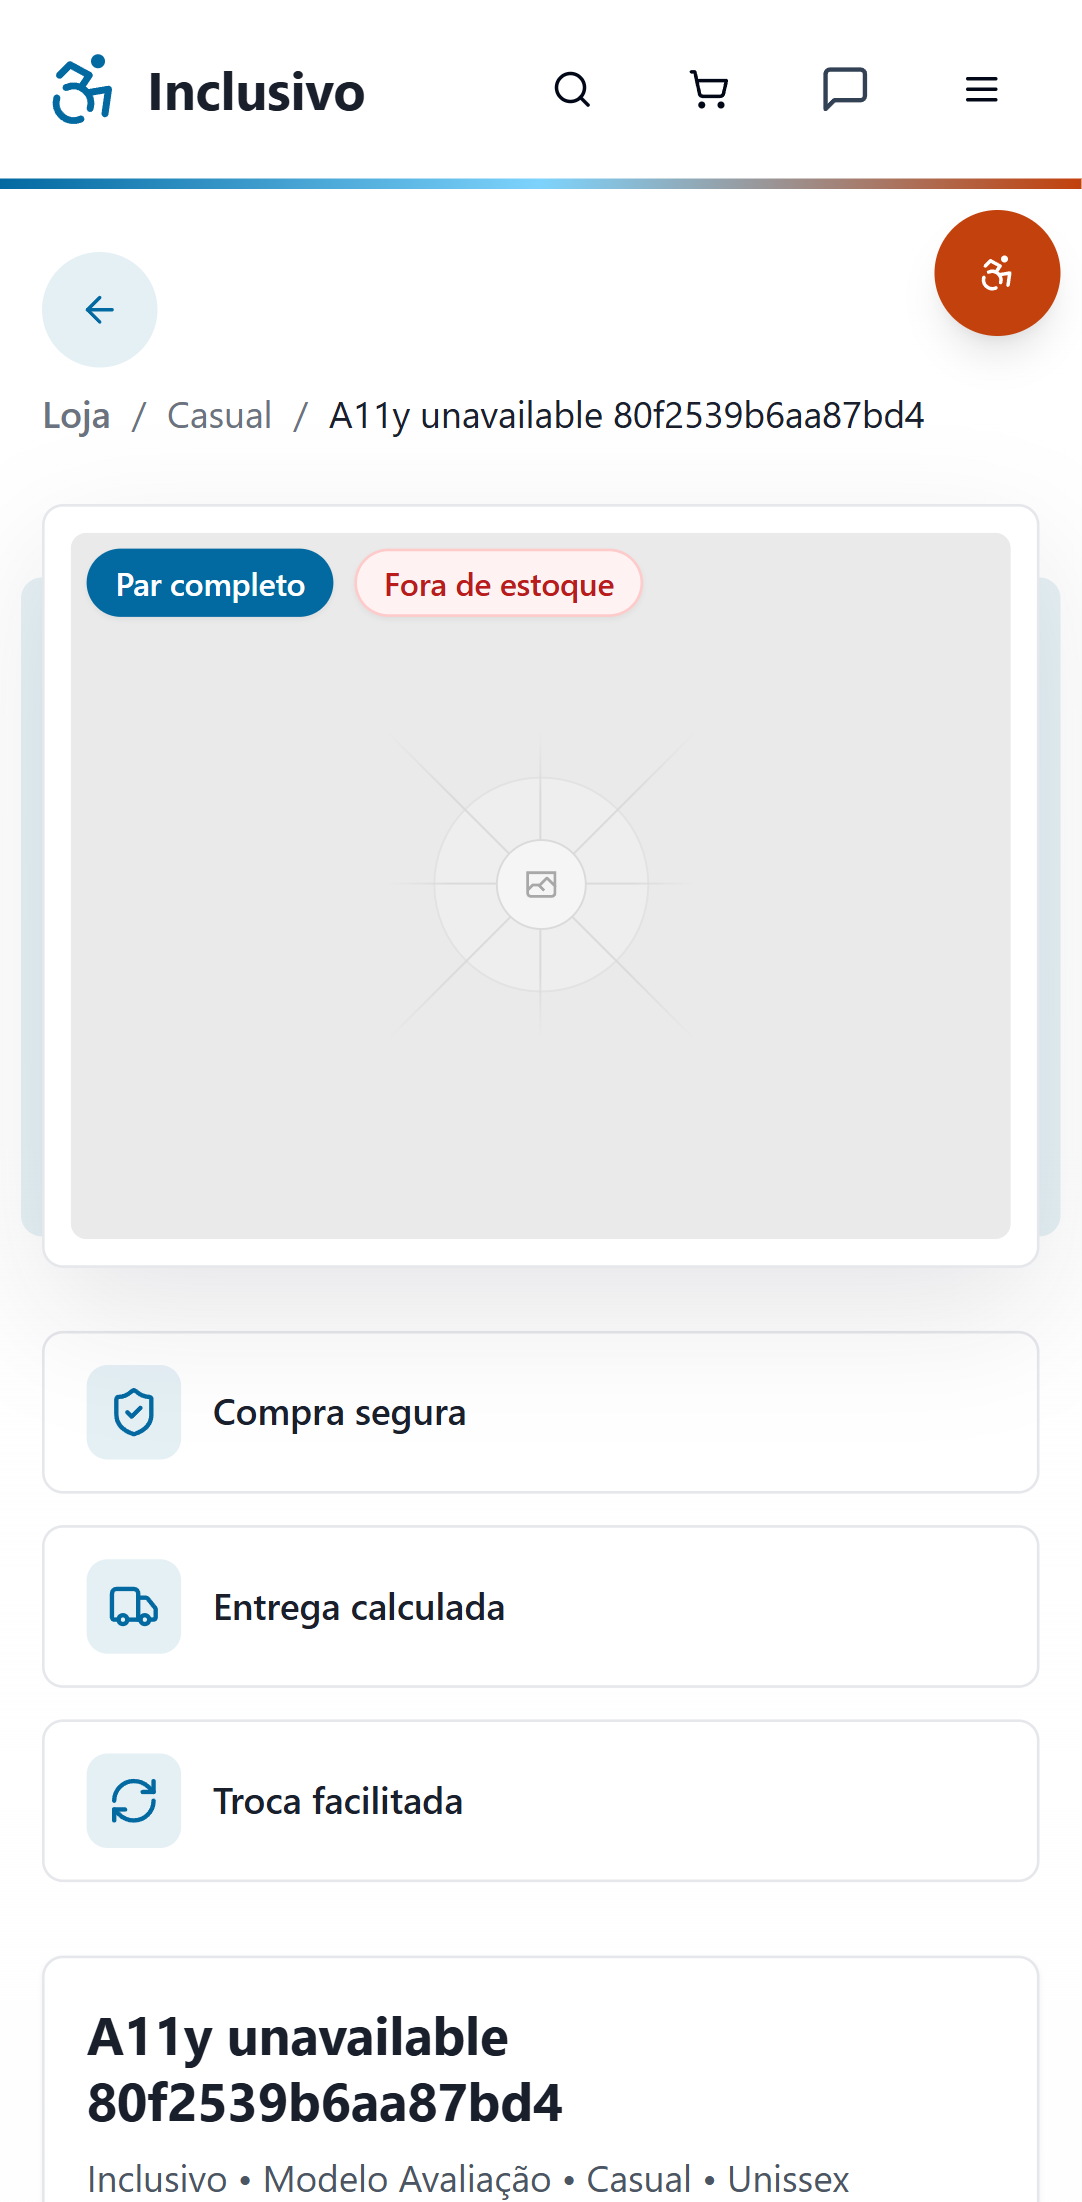 Inclusivo
Loja / Casual / A11y unavailable 80f2539b6aa87bd4
Par completo
Fora de estoque
Compra segura
Entrega calculada
Troca facilitada
A11y unavailable
80f2539b6aa87bd4
Inclusivo • Modelo Avaliação • Casual • Unissex